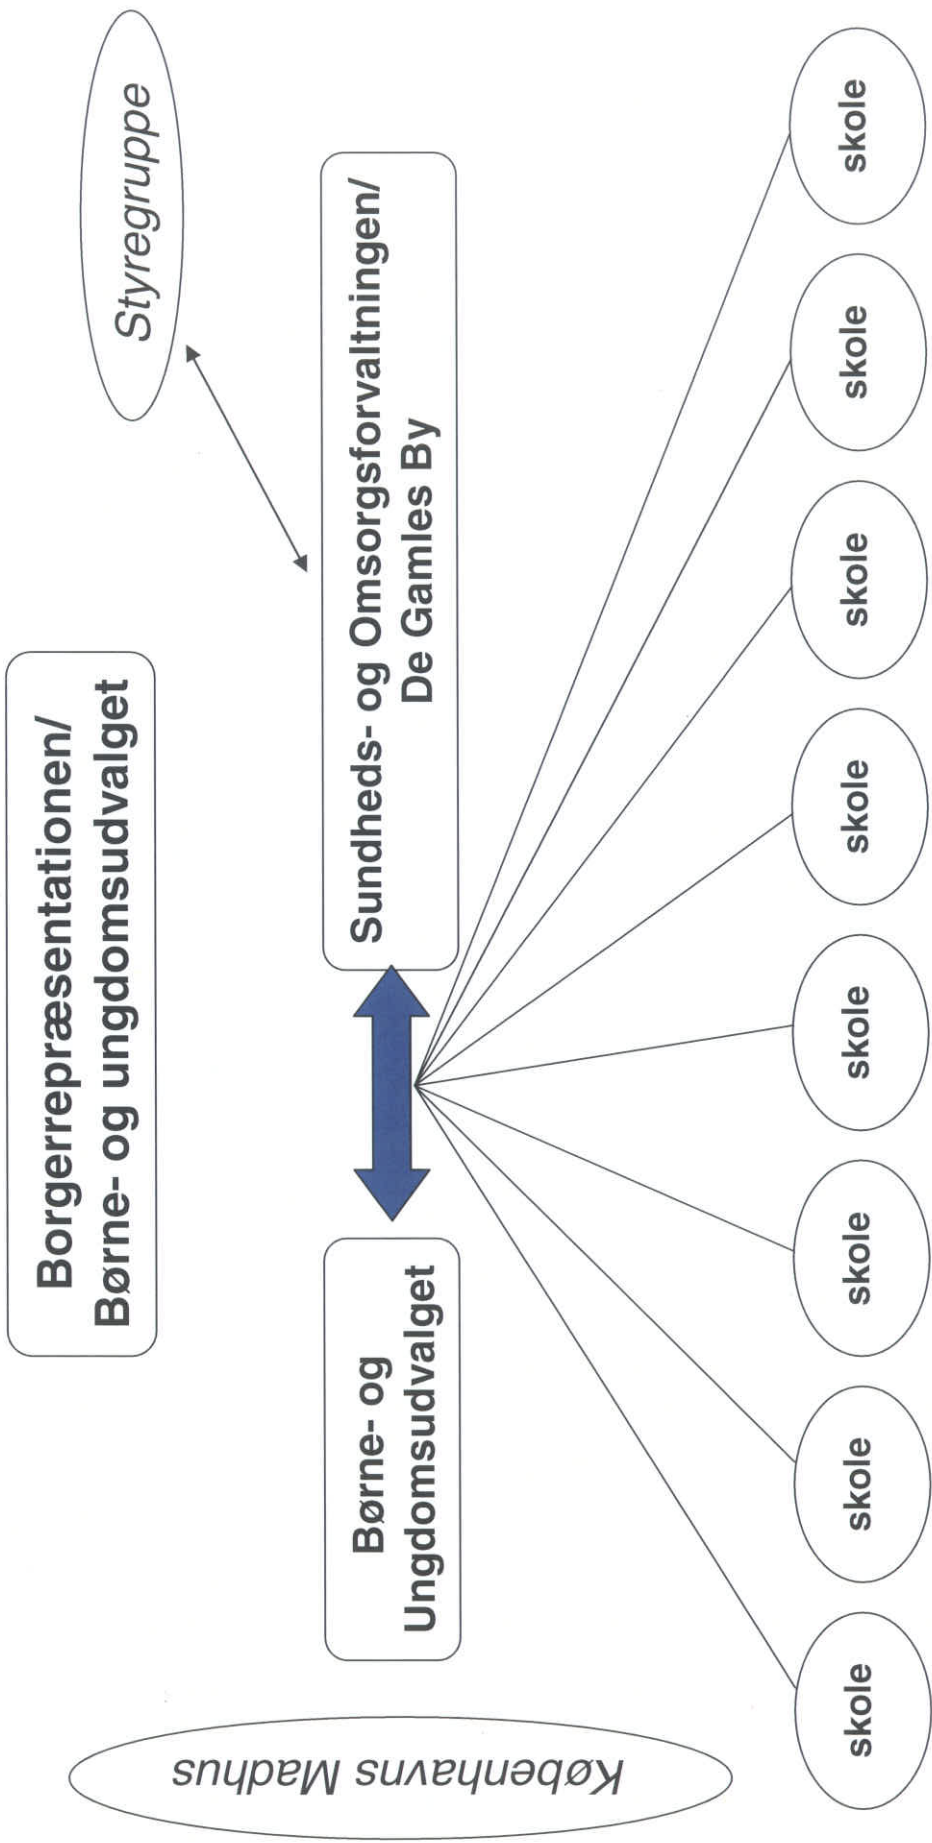 Borgerrepræsentationen/
Børne- og ungdomsudvalget
Styregruppe
Københavns Madhus
Børne- og
Ungdomsudvalget
Sundheds- og Omsorgsforvaltningen/
De Gamles By
skole
skole
skole
skole
skole
skole
skole
skole